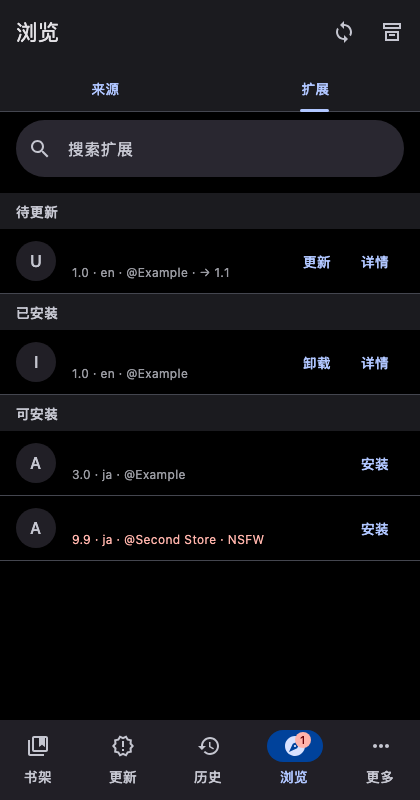 浏览
来源
扩展
搜索扩展
待更新
U
1.0 · en · @Example · → 1.1
更新
详情
已安装
I
1.0 · en · @Example
卸载
详情
可安装
A
3.0 · ja · @Example
安装
A
9.9 · ja · @Second Store · NSFW
安装
1
书架
更新
历史
浏览
更多